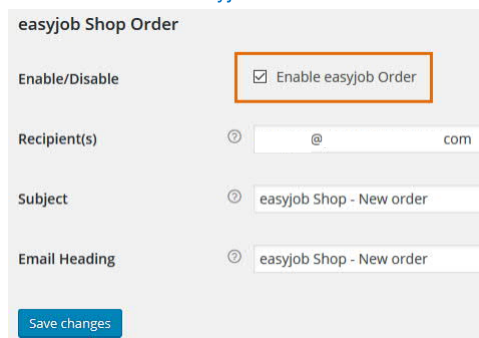 easyjob Shop Order
Enable/Disable
Enable easyjob Order
Recipient(s)
@ com
Subject
easyjob Shop - New order
Email Heading
easyjob Shop - New order
Save changes